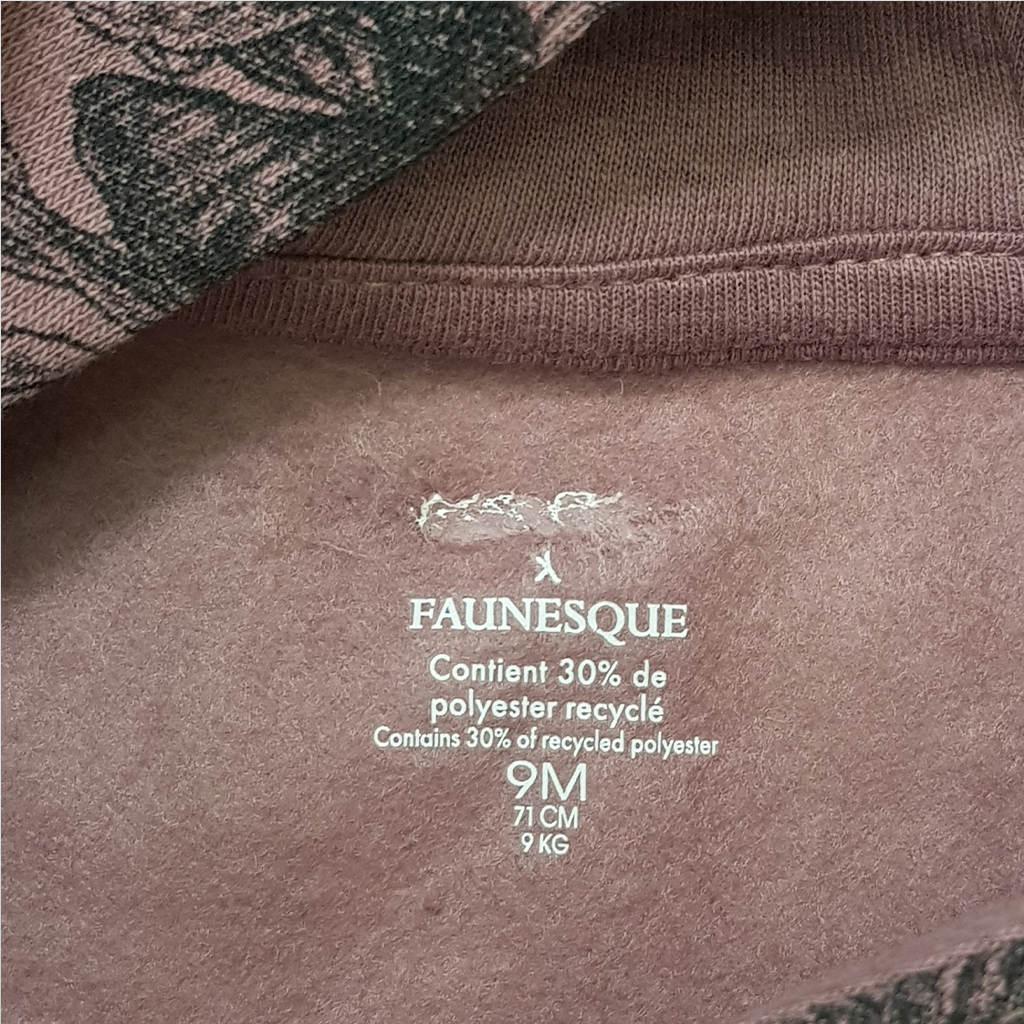 X
FAUNESQUE
Contient 30% de
polyester recyclé
Contains 30% of recycled polyester
9M
71 CM
9 KG